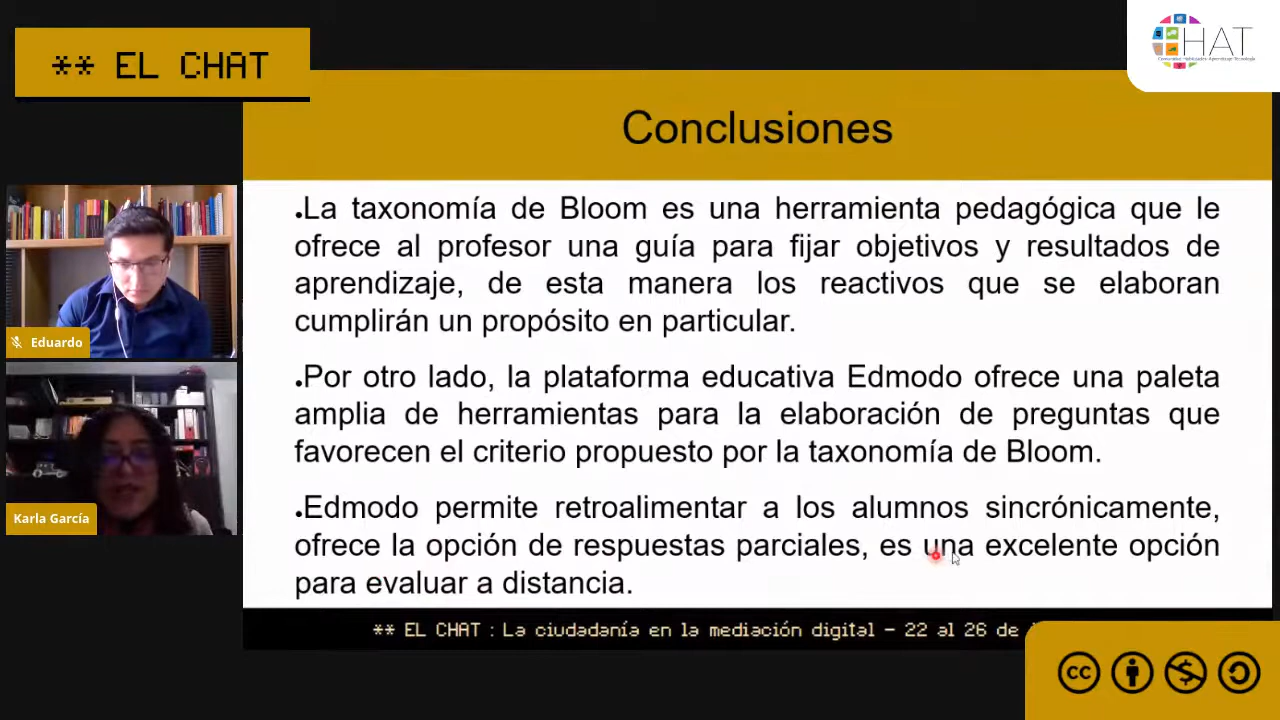 ** EL CHAT
HAT
Conclusiones
.La taxonomía de Bloom es una herramienta pedagógica que le
ofrece al profesor una guía para fijar objetivos y resultados de
aprendizaje, de esta manera los reactivos que se elaboran
cumplirán un propósito en particular.
.Por otro lado, la plataforma educativa Edmodo ofrece una paleta
amplia de herramientas para la elaboración de preguntas que
favorecen el criterio propuesto por la taxonomía de Bloom.
.Edmodo permite retroalimentar a los alumnos sincrónicamente,
ofrece la opción de respuestas parciales, es una excelente opción
para evaluar a distancia.
Eduardo
Karla García
** EL CHAT : La ciudadanía en la mediación digital – 22 al 26 de
cc